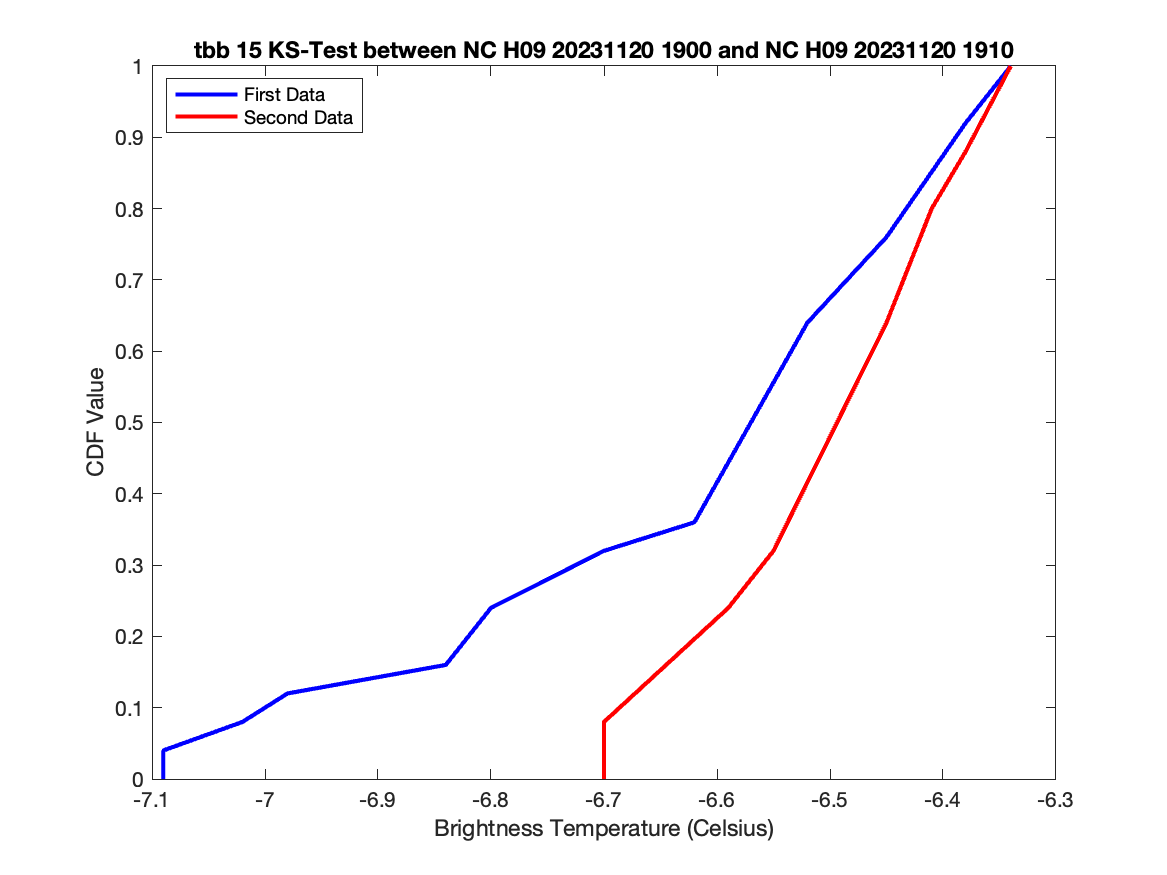 tbb 15 KS-Test between NC H09 20231120 1900 and NC H09 20231120 1910
First Data
Second Data
1
0.9
0.8
0.7
0.6
0.5
0.4
0.3
0.2
0.1
0
CDF Value
-7.1 -7 -6.9 -6.8 -6.7 -6.6 -6.5 -6.4 -6.3
Brightness Temperature (Celsius)